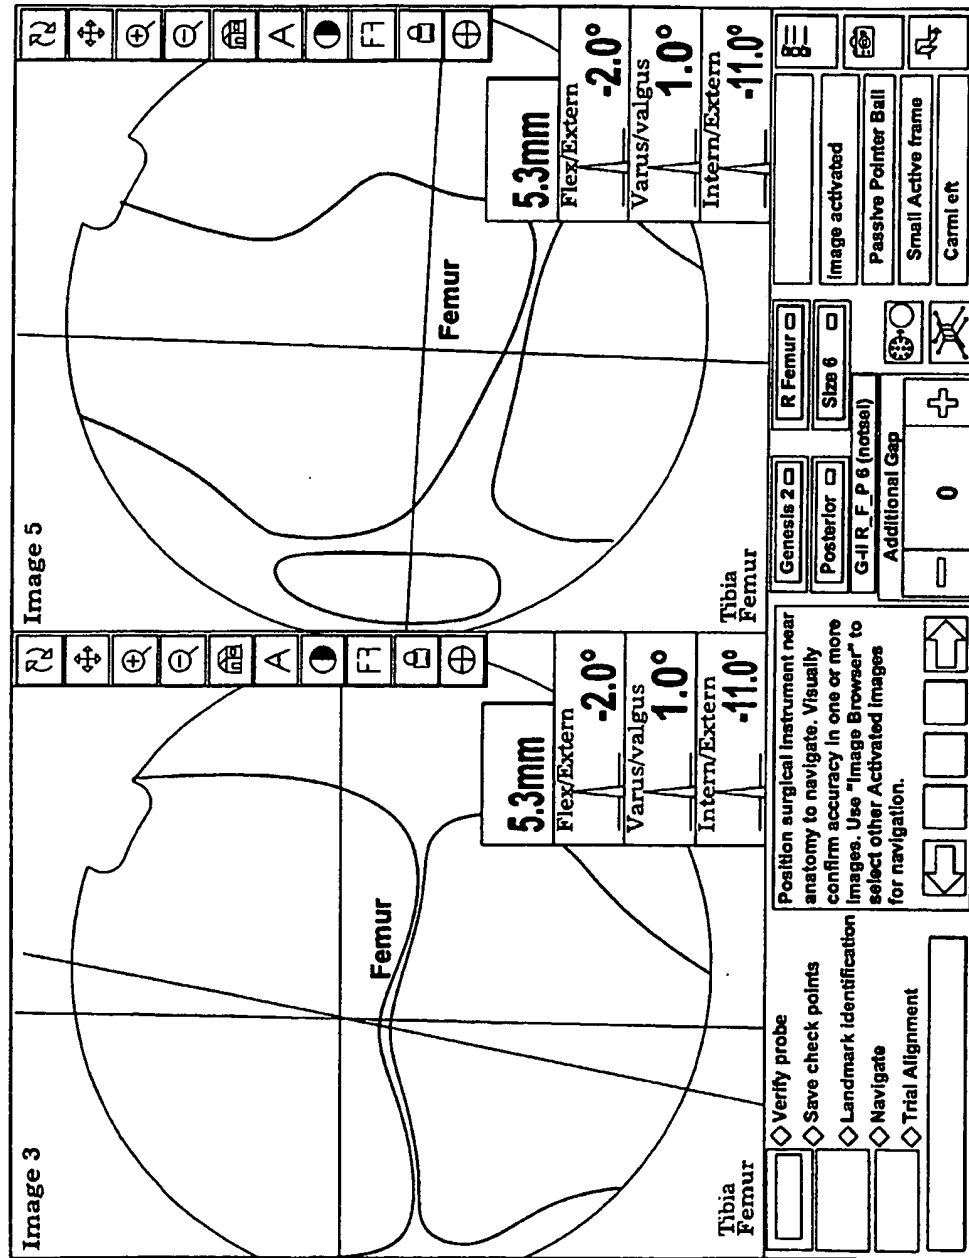 Image 3
Femur
Tibia
Femur
5.3mm
Flex/Extern
-2.0°
Varus/valgus
1.0°
Intern/Extern
-11.0°
A
Image 5
Femur
Tibia
Femur
5.3mm
Flex/Extern
-2.0°
Varus/valgus
1.0°
Intern/Extern
-11.0°
A
Verify probe
Save check points
Landmark identification
Navigate
Trial Alignment
Position surgical instrument near
anatomy to navigate. Visually
confirm accuracy in one or more
Images. Use "Image Browser" to
select other Activated Images
for navigation.
Genesis 2
R Femur
Posterior
Size 6
G-II R_F_P 6 (notsel)
Additional Gap
0
Image activated
Passive Pointer Ball
Small Active frame
Carml eft